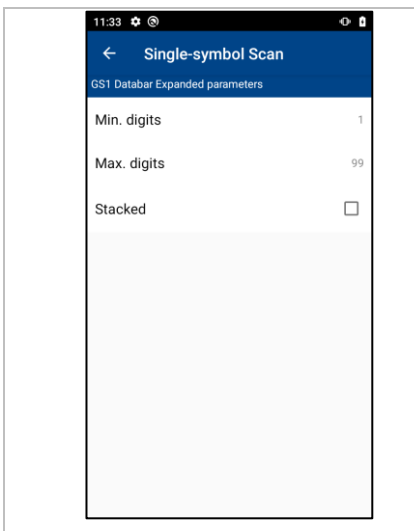 11:33
Single-symbol Scan
GS1 Databar Expanded parameters
Min. digits 1
Max. digits 99
Stacked